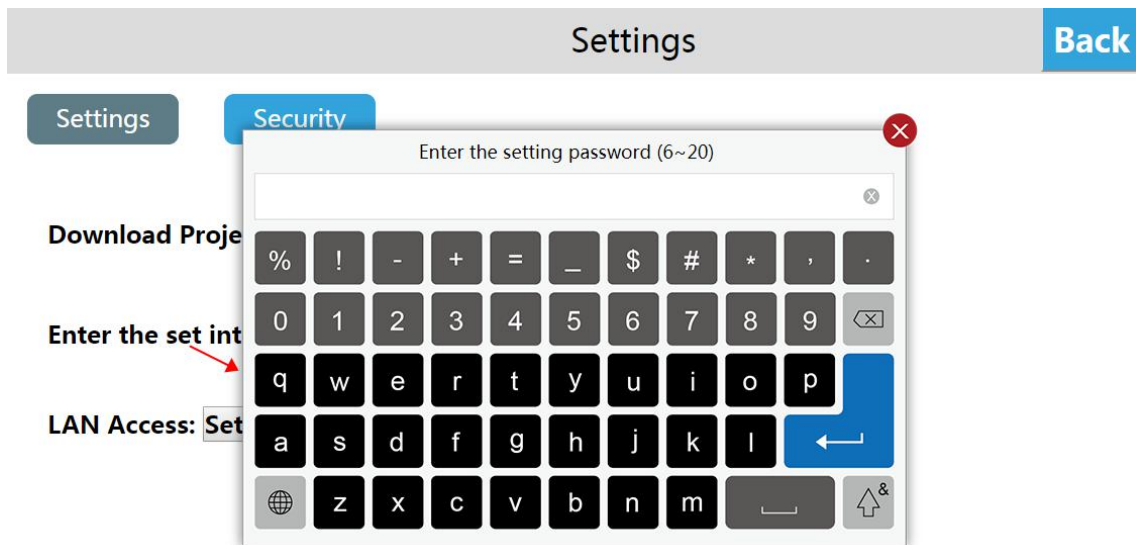 Settings
Back
Settings
Security
Enter the setting password (6~20)
Download Proje
Enter the set int
LAN Access: Set
% ! - + = _ $ # * , .
0 1 2 3 4 5 6 7 8 9
q w e r t y u i o p
a s d f g h j k l
z x c v b n m &